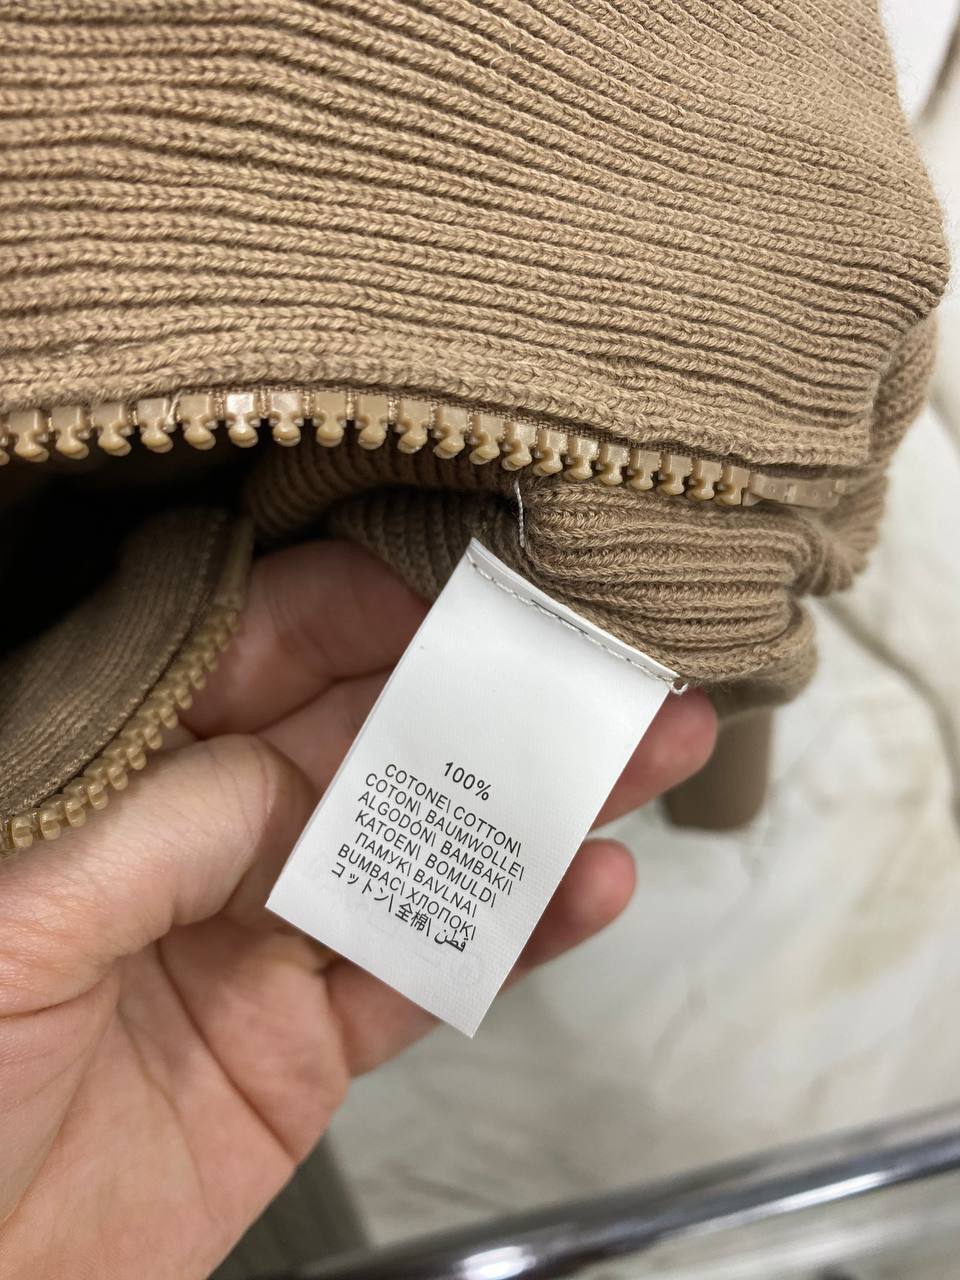 100%
COTONE\ COTTON\
COTON\ BAUMWOLLE\
ALGODÓN\ BAMBAKI\
KATOEN\ BOMULD\
ПАМУК\ BAVLNA\
BUMBAC\ ХЛОПОК\
コットン\ 全棉\ قطن